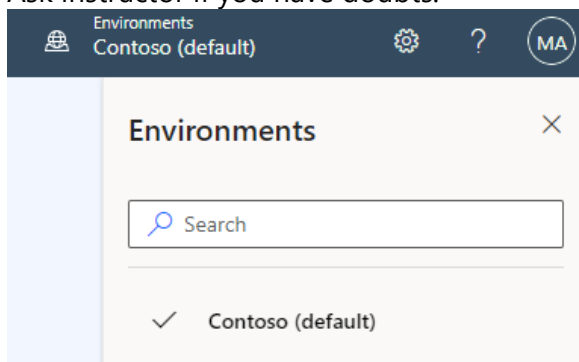 Ask instructor if you have doubts.
Environments
Contoso (default)
?
MA
Environments
Search
Contoso (default)